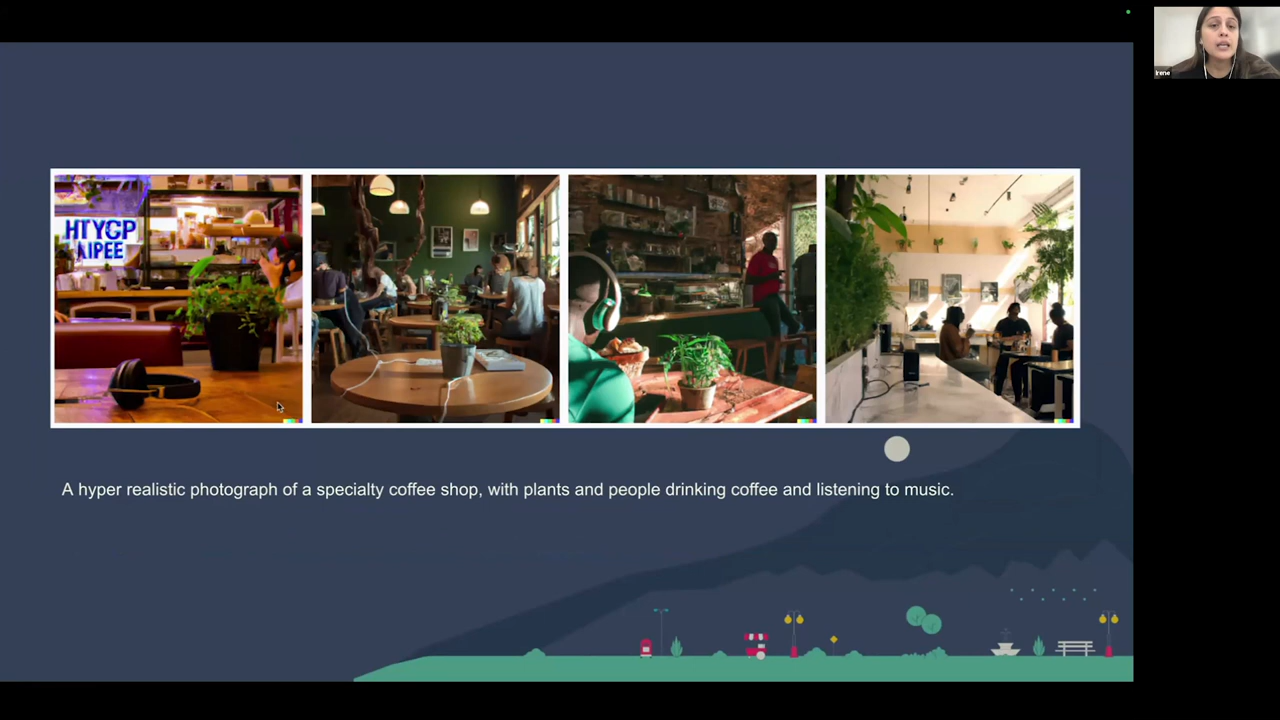 Irene
HTYCP
AIPEE
A hyper realistic photograph of a specialty coffee shop, with plants and people drinking coffee and listening to music.